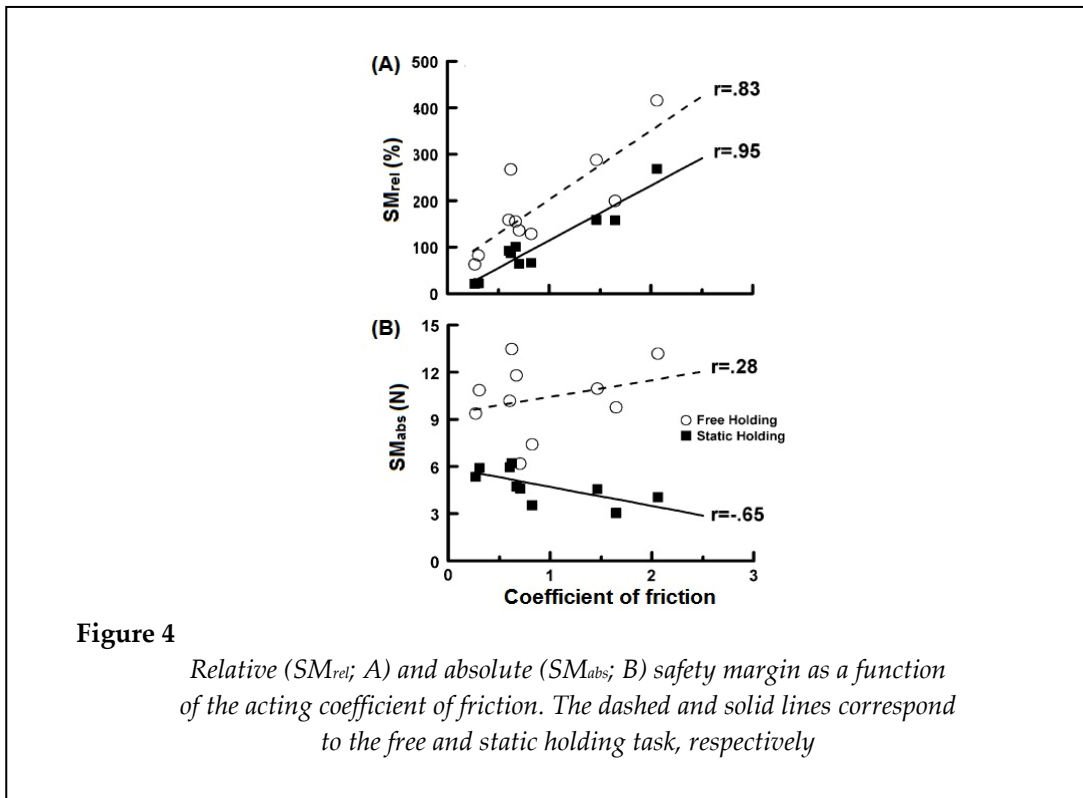 (A)
500
400
300
200
100
0
SMrel (%)
r=.83
r=.95
(B)
15
12
9
6
3
0
SMabs (N)
r=.28
Free Holding
Static Holding
r=-.65
0 1 2 3
Coefficient of friction
Figure 4
Relative (SMrel; A) and absolute (SMabs; B) safety margin as a function
of the acting coefficient of friction. The dashed and solid lines correspond
to the free and static holding task, respectively